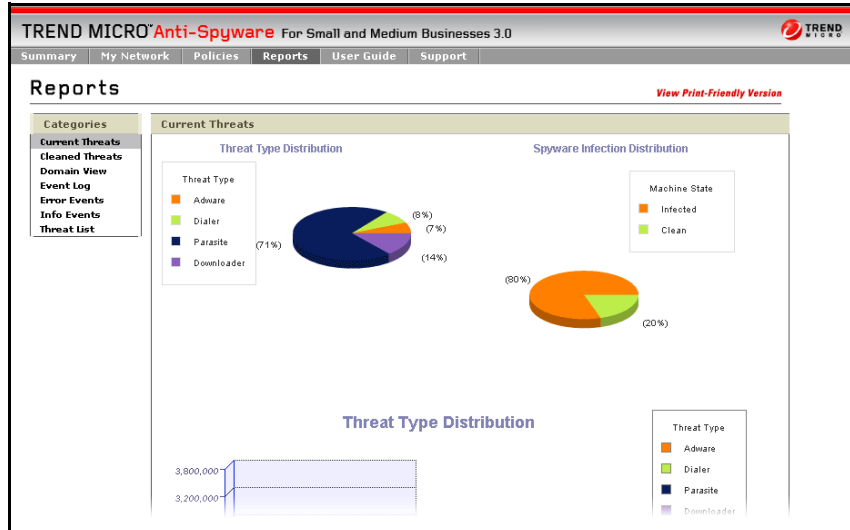 TREND MICRO™ Anti-Spyware For Small and Medium Businesses 3.0
TREND MICRO
Summary My Network Policies Reports User Guide Support
Reports
View Print-Friendly Version
Categories
Current Threats
Cleaned Threats
Domain View
Event Log
Error Events
Info Events
Threat List
Current Threats
Threat Type Distribution
Threat Type
Adware
Dialer
Parasite
Downloader
(8%)
(7%)
(71%)
(14%)
Spyware Infection Distribution
Machine State
Infected
Clean
(80%)
(20%)
Threat Type Distribution
3,800,000
3,200,000
Threat Type
Adware
Dialer
Parasite
Downloader